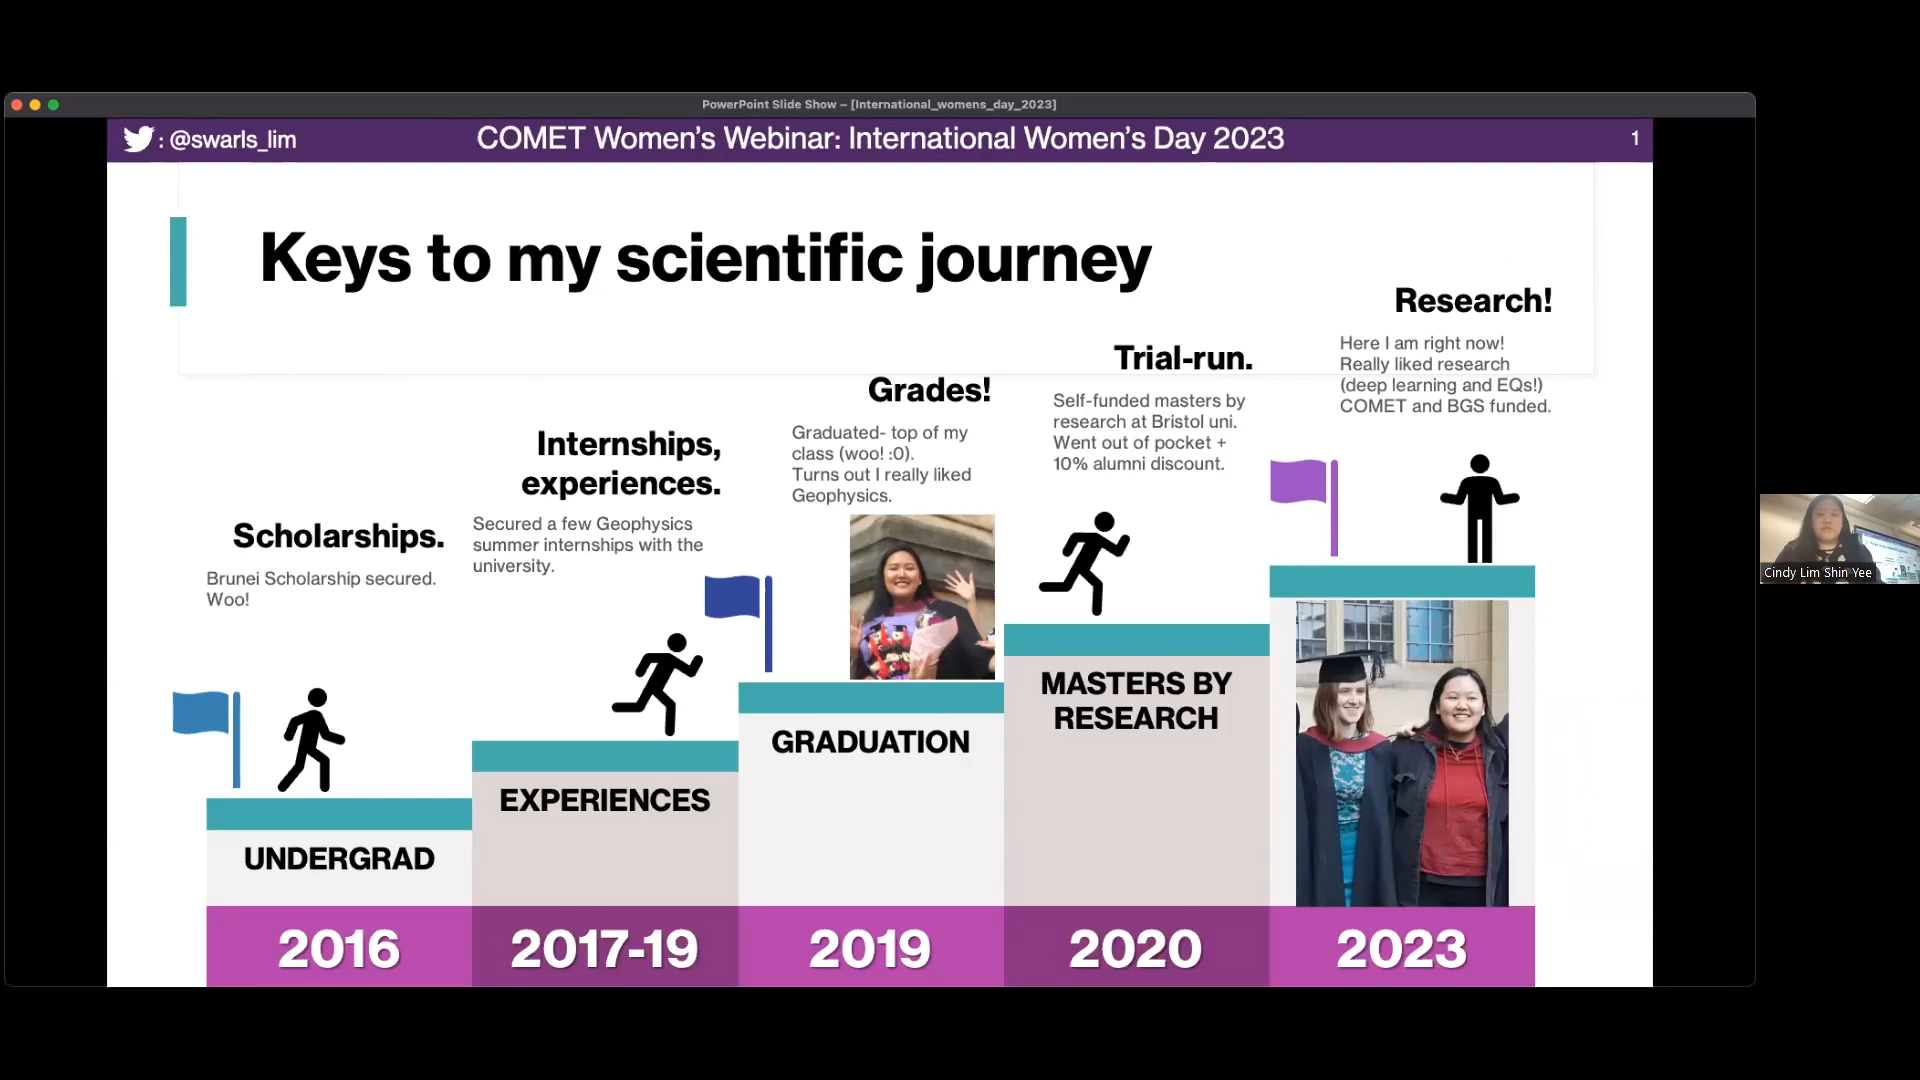 PowerPoint Slide Show – [International_womens_day_2023]
: @swarls_lim
COMET Women's Webinar: International Women's Day 2023
1
Keys to my scientific journey
Scholarships.
Brunei Scholarship secured.
Woo!
Internships,
experiences.
Secured a few Geophysics
summer internships with the
university.
Grades!
Graduated- top of my
class (woo! :0).
Turns out I really liked
Geophysics.
Trial-run.
Self-funded masters by
research at Bristol uni.
Went out of pocket +
10% alumni discount.
Research!
Here I am right now!
Really liked research
(deep learning and EQs!)
COMET and BGS funded.
UNDERGRAD
EXPERIENCES
GRADUATION
MASTERS BY
RESEARCH
2016
2017-19
2019
2020
2023
Cindy Lim Shin Yee